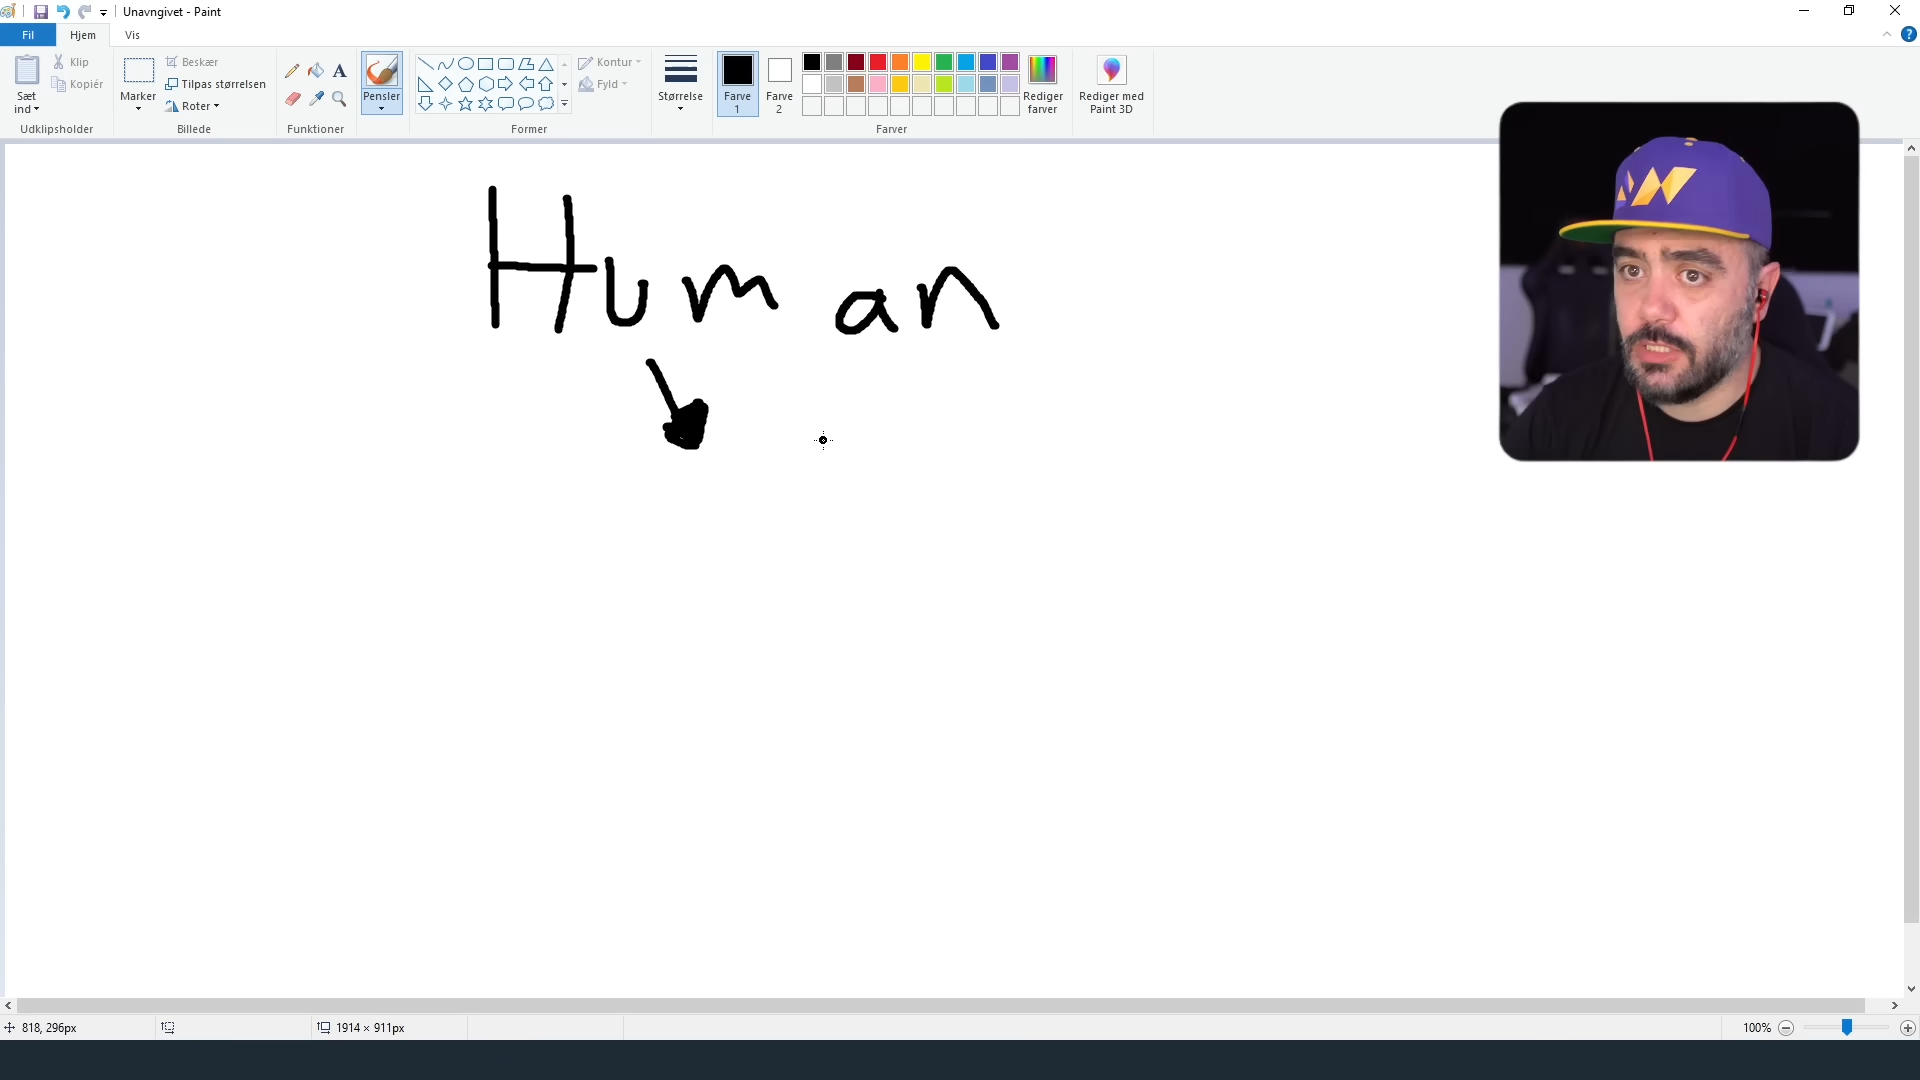 Unavngivet - Paint
Fil Hjem Vis
Sæt ind
Klip
Kopiér
Udklipsholder
Marker
Beskær
Tilpas størrelsen
Roter
Billede
A
Funktioner
Pensler
Former
Kontur
Fyld
Størrelse
Farve 1
Farve 2
Rediger farver
Farver
Rediger med Paint 3D
Human
818, 296px
1914 × 911px
100%